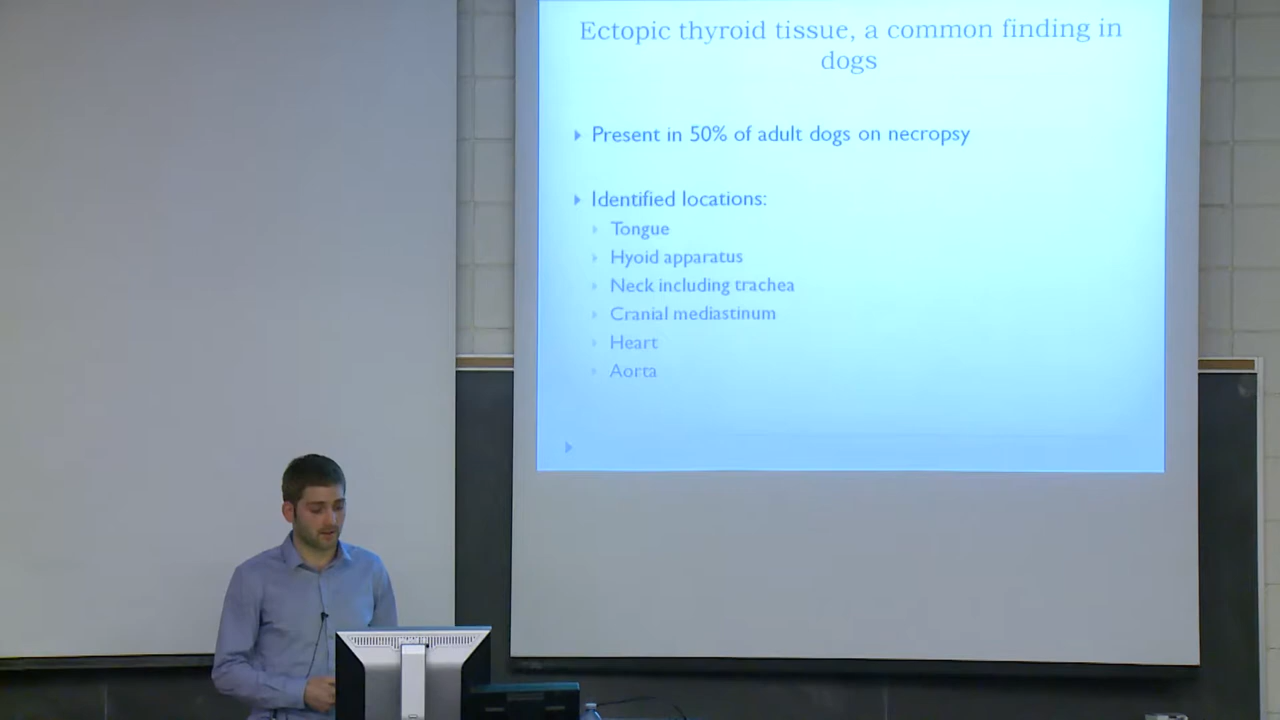 Ectopic thyroid tissue, a common finding in
dogs
Present in 50% of adult dogs on necropsy
Identified locations:
Tongue
Hyoid apparatus
Neck including trachea
Cranial mediastinum
Heart
Aorta